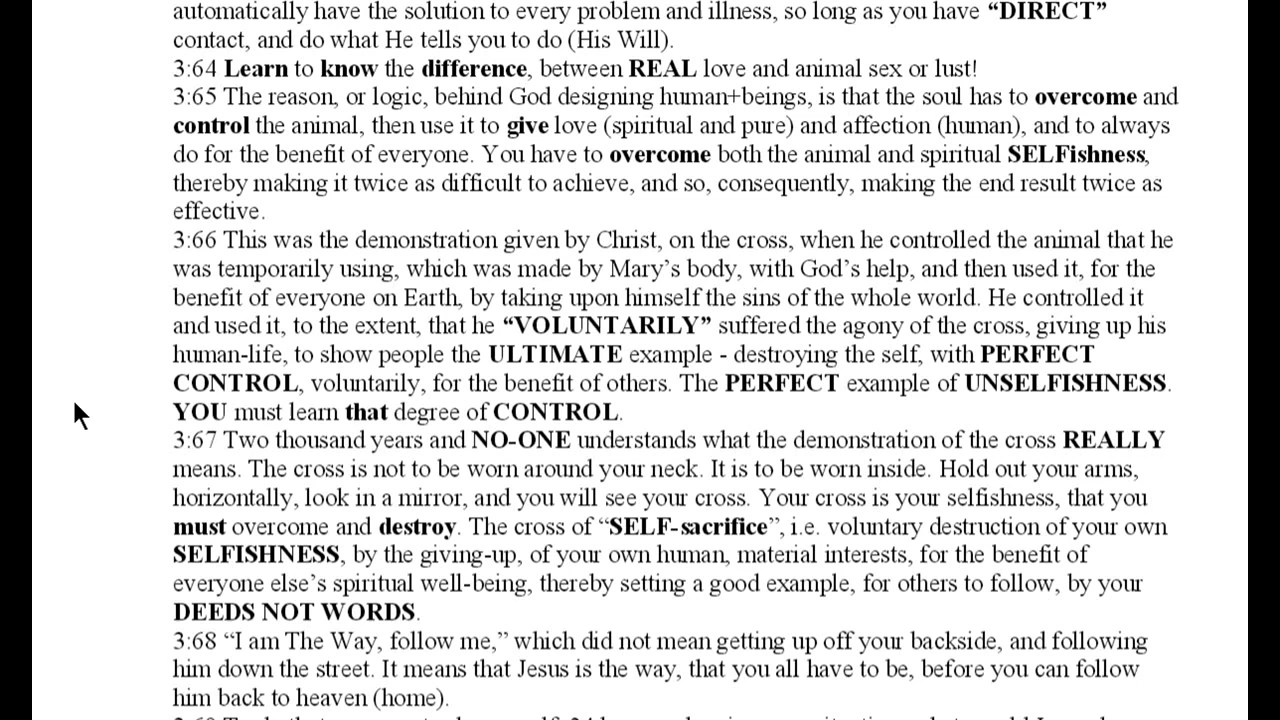 automatically have the solution to every problem and illness, so long as you have “DIRECT”
contact, and do what He tells you to do (His Will).
3:64 Learn to know the difference, between REAL love and animal sex or lust!
3:65 The reason, or logic, behind God designing human+beings, is that the soul has to overcome and
control the animal, then use it to give love (spiritual and pure) and affection (human), and to always
do for the benefit of everyone. You have to overcome both the animal and spiritual SELFishness,
thereby making it twice as difficult to achieve, and so, consequently, making the end result twice as
effective.
3:66 This was the demonstration given by Christ, on the cross, when he controlled the animal that he
was temporarily using, which was made by Mary’s body, with God’s help, and then used it, for the
benefit of everyone on Earth, by taking upon himself the sins of the whole world. He controlled it
and used it, to the extent, that he “VOLUNTARILY” suffered the agony of the cross, giving up his
human-life, to show people the ULTIMATE example - destroying the self, with PERFECT
CONTROL, voluntarily, for the benefit of others. The PERFECT example of UNSELFISHNESS.
YOU must learn that degree of CONTROL.
3:67 Two thousand years and NO-ONE understands what the demonstration of the cross REALLY
means. The cross is not to be worn around your neck. It is to be worn inside. Hold out your arms,
horizontally, look in a mirror, and you will see your cross. Your cross is your selfishness, that you
must overcome and destroy. The cross of “SELF-sacrifice”, i.e. voluntary destruction of your own
SELFISHNESS, by the giving-up, of your own human, material interests, for the benefit of
everyone else’s spiritual well-being, thereby setting a good example, for others to follow, by your
DEEDS NOT WORDS.
3:68 “I am The Way, follow me,” which did not mean getting up off your backside, and following
him down the street. It means that Jesus is the way, that you all have to be, before you can follow
him back to heaven (home).